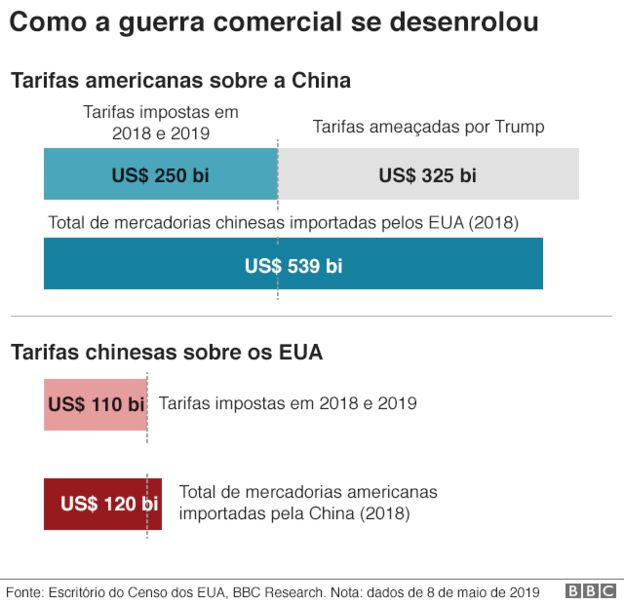 Como a guerra comercial se desenrolou
Tarifas americanas sobre a China
Tarifas impostas em
2018 e 2019
Tarifas ameaçadas por Trump
US$ 250 bi
US$ 325 bi
Total de mercadorias chinesas importadas pelos EUA (2018)
US$ 539 bi
Tarifas chinesas sobre os EUA
US$ 110 bi
Tarifas impostas em 2018 e 2019
US$ 120 bi
Total de mercadorias americanas
importadas pela China (2018)
Fonte: Escritório do Censo dos EUA, BBC Research. Nota: dados de 8 de maio de 2019
BBC